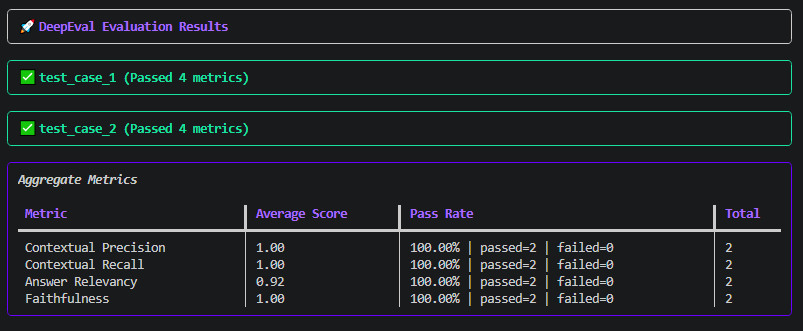 🚀 DeepEval Evaluation Results
✅ test_case_1 (Passed 4 metrics)
✅ test_case_2 (Passed 4 metrics)
Aggregate Metrics
Metric | Average Score | Pass Rate | Total
Contextual Precision | 1.00 | 100.00% | passed=2 | failed=0 | 2
Contextual Recall | 1.00 | 100.00% | passed=2 | failed=0 | 2
Answer Relevancy | 0.92 | 100.00% | passed=2 | failed=0 | 2
Faithfulness | 1.00 | 100.00% | passed=2 | failed=0 | 2